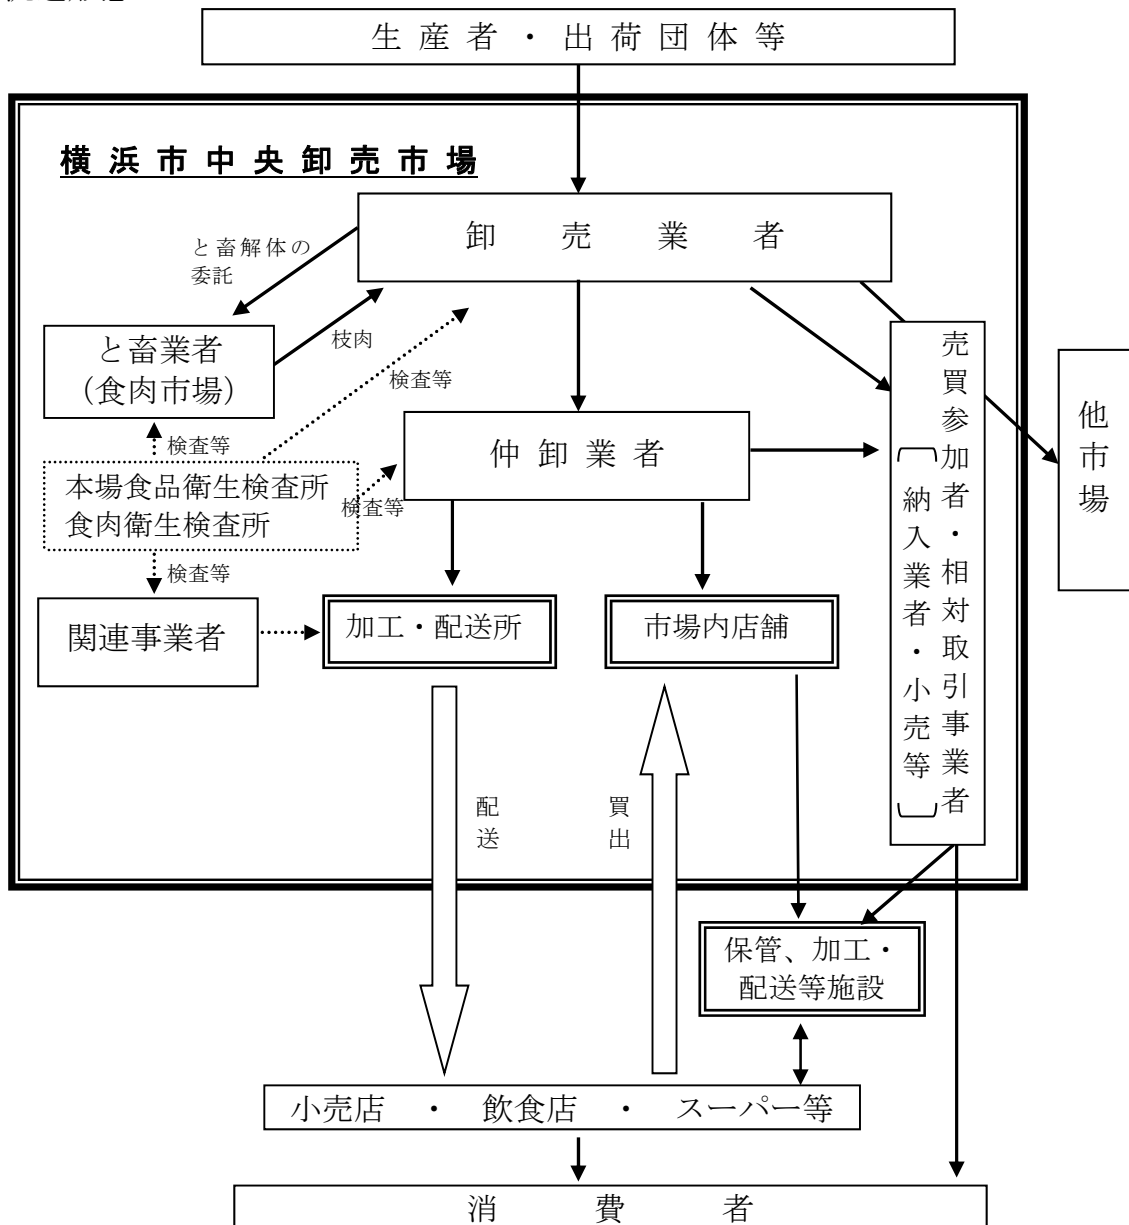 生産者・出荷団体等
横浜市中央卸売市場
卸売業者
と畜解体の
委託
枝肉
と畜業者
（食肉市場）
検査等
検査等
仲卸業者
本場食品衛生検査所
食肉衛生検査所
検査等
検査等
関連事業者
加工・配送所
市場内店舗
売買参加者・相対取引事業者
（納入業者・小売等）
他市場
配送
買出
保管、加工・
配送等施設
小売店　・　飲食店　・　スーパー等
消費者